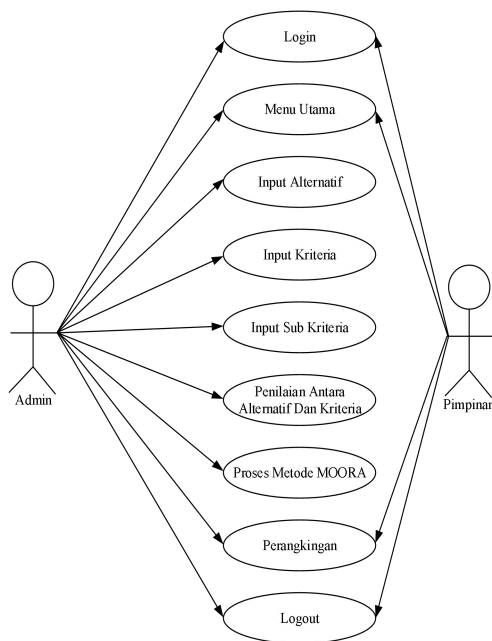 Login
Menu Utama
Input Alternatif
Input Kriteria
Input Sub Kriteria
Admin
Pimpinan
Penilaian Antara
Alternatif Dan Kriteria
Proses Metode MOORA
Perangkingan
Logout